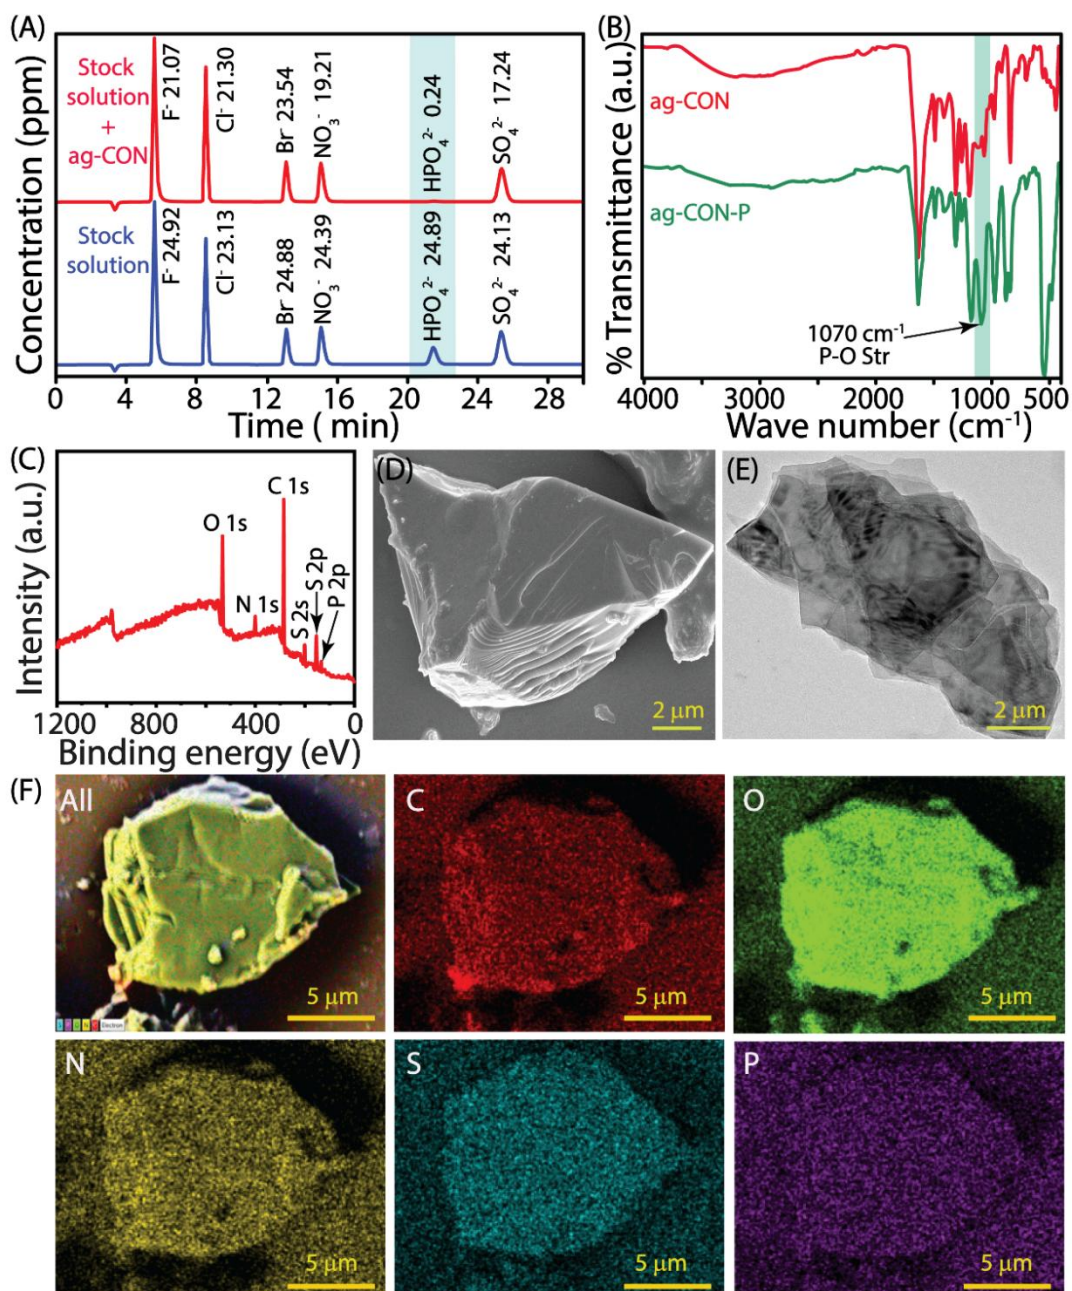 (A)
Concentration (ppm)
Stock
solution
+
ag-CON
F⁻ 21.07
Cl⁻ 21.30
Br⁻ 23.54
NO₃⁻ 19.21
HPO₄²⁻ 0.24
SO₄²⁻ 17.24
Stock
solution
F⁻ 24.92
Cl⁻ 23.13
Br⁻ 24.88
NO₃⁻ 24.39
HPO₄²⁻ 24.89
SO₄²⁻ 24.13
0 4 8 12 16 20 24 28
Time ( min)
(B)
% Transmittance (a.u.)
ag-CON
ag-CON-P
1070 cm⁻¹
P-O Str
4000 3000 2000 1000 500
Wave number (cm⁻¹)
(C)
Intensity (a.u.)
O 1s
N 1s
C 1s
S 2s
S 2p
P 2p
1200 800 400 0
Binding energy (eV)
(D)
2 μm
(E)
2 μm
(F)
All
5 μm
C
5 μm
O
5 μm
N
5 μm
S
5 μm
P
5 μm